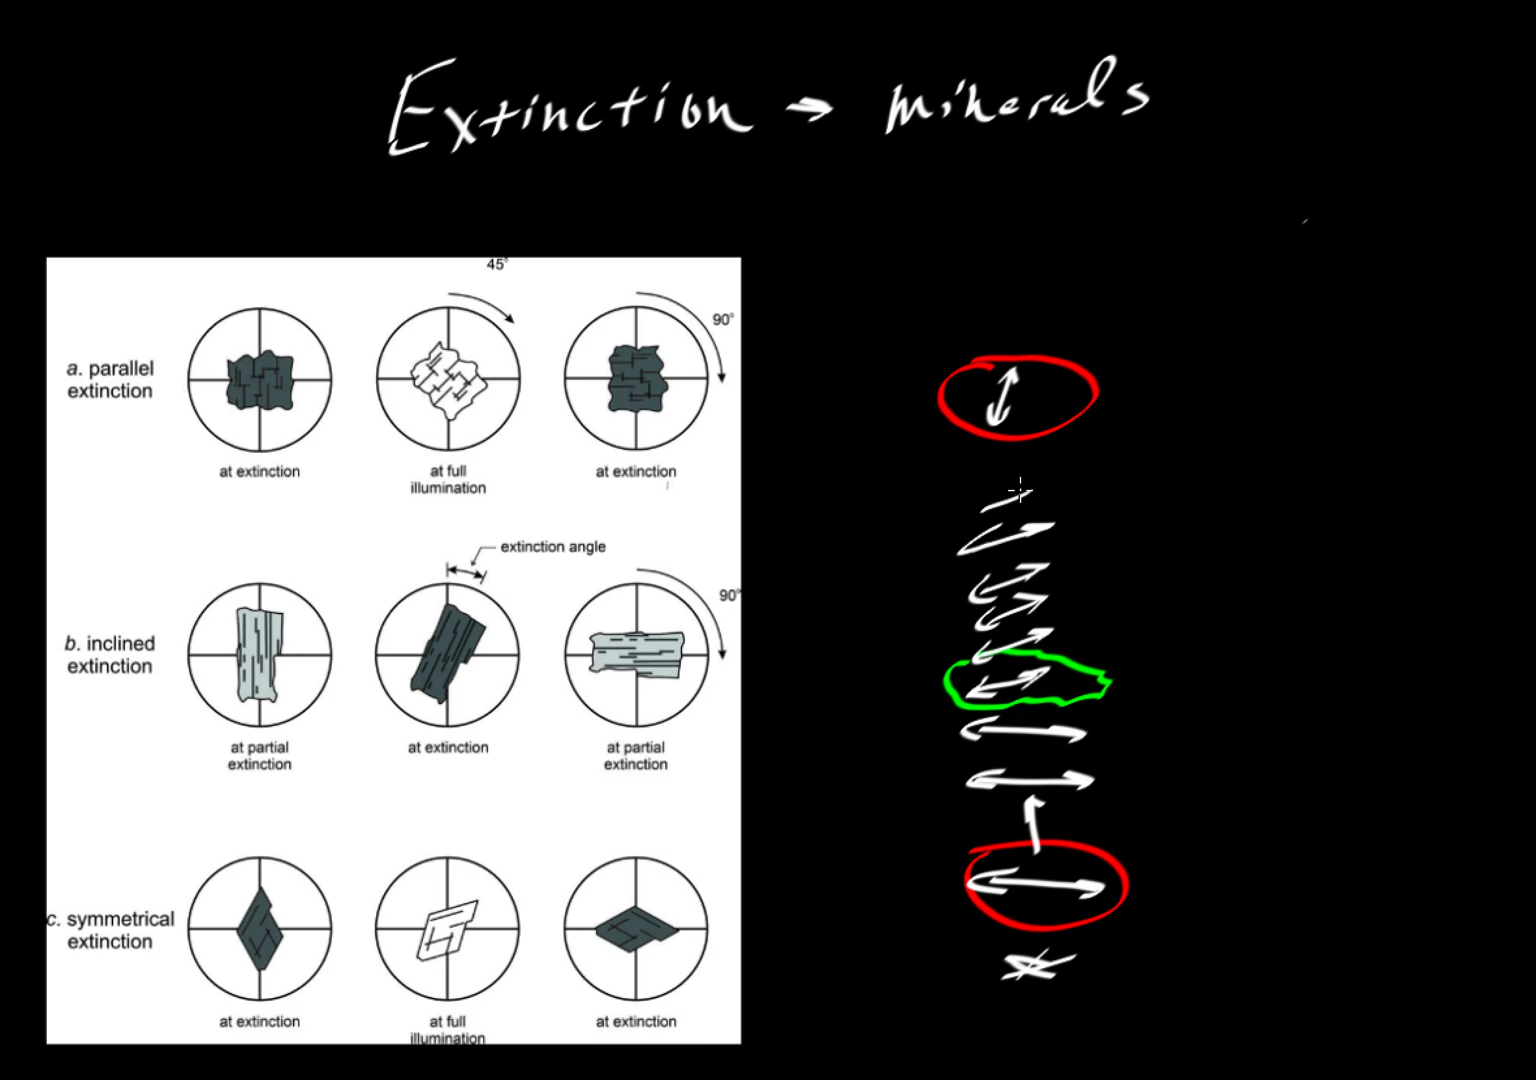 Extinction → minerals
45°
90°
a. parallel
extinction
at extinction
at full
illumination
at extinction
extinction angle
90°
b. inclined
extinction
at partial
extinction
at extinction
at partial
extinction
c. symmetrical
extinction
at extinction
at full
illumination
at extinction